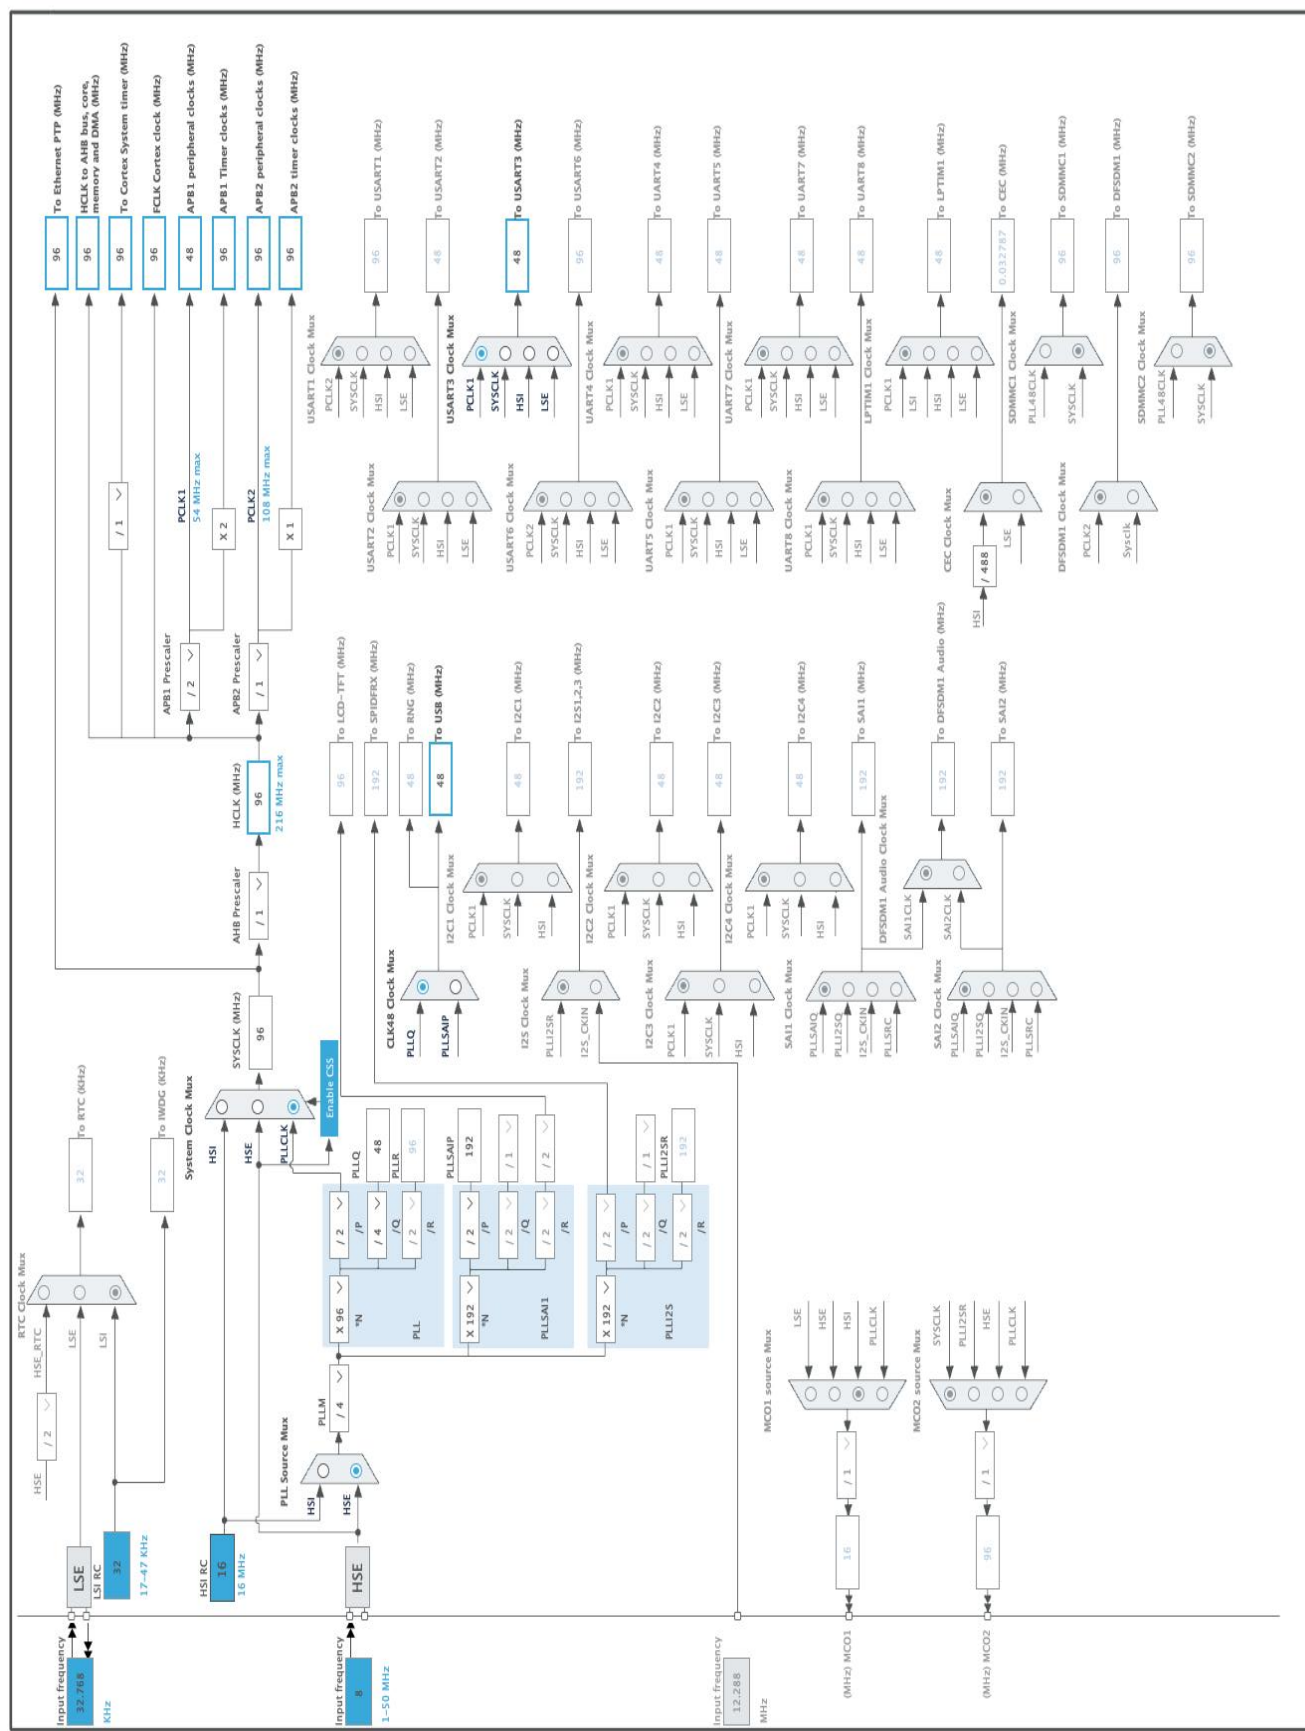 Input frequency
32.768
KHz
LSE
LSI RC
32
17-47 KHz
HSE
/ 2
HSE_RTC
LSE
LSI
RTC Clock Mux
32
To RTC (KHz)
32
To IWDG (KHz)
HSI RC
16
16 MHz
Input frequency
8
1-50 MHz
HSE
PLL Source Mux
HSI
HSE
PLLM
/ 4
X 96
*N
PLL
/ 2
/P
/ 4
/Q
/ 2
/R
PLLQ
48
PLLR
96
X 192
*N
PLLSAI1
/ 2
/P
/ 2
/Q
/ 2
/R
PLLSAIP
192
/ 1
/ 2
X 192
*N
PLLI2S
/ 2
/P
/ 2
/Q
/ 2
/R
/ 1
PLLI2SR
192
System Clock Mux
HSI
HSE
PLLCLK
Enable CSS
SYSCLK (MHz)
96
AHB Prescaler
/ 1
HCLK (MHz)
96
216 MHz max
APB1 Prescaler
/ 2
PCLK1
54 MHz max
X 2
APB2 Prescaler
/ 1
PCLK2
108 MHz max
X 1
/ 1
96
To Ethernet PTP (MHz)
96
HCLK to AHB bus, core,
memory and DMA (MHz)
96
To Cortex System timer (MHz)
96
FCLK Cortex clock (MHz)
48
APB1 peripheral clocks (MHz)
96
APB1 Timer clocks (MHz)
96
APB2 peripheral clocks (MHz)
96
APB2 timer clocks (MHz)
96
To LCD-TFT (MHz)
192
To SPIDFRX (MHz)
48
To RNG (MHz)
48
To USB (MHz)
CLK48 Clock Mux
PLLQ
PLLSAIP
I2C1 Clock Mux
PCLK1
SYSCLK
HSI
48
To I2C1 (MHz)
I2S Clock Mux
PLLI2SR
I2S_CKIN
192
To I2S1,2,3 (MHz)
I2C2 Clock Mux
PCLK1
SYSCLK
HSI
48
To I2C2 (MHz)
I2C3 Clock Mux
PCLK1
SYSCLK
HSI
48
To I2C3 (MHz)
I2C4 Clock Mux
PCLK1
SYSCLK
HSI
48
To I2C4 (MHz)
SAI1 Clock Mux
PLLSAIQ
PLLI2SQ
I2S_CKIN
PLLSRC
192
To SAI1 (MHz)
DFSDM1 Audio Clock Mux
SAI1CLK
SAI2CLK
192
To DFSDM1 Audio (MHz)
SAI2 Clock Mux
PLLSAIQ
PLLI2SQ
I2S_CKIN
PLLSRC
192
To SAI2 (MHz)
USART1 Clock Mux
PCLK2
SYSCLK
HSI
LSE
96
To USART1 (MHz)
USART2 Clock Mux
PCLK1
SYSCLK
HSI
LSE
48
To USART2 (MHz)
USART3 Clock Mux
PCLK1
SYSCLK
HSI
LSE
48
To USART3 (MHz)
USART6 Clock Mux
PCLK2
SYSCLK
HSI
LSE
96
To USART6 (MHz)
UART4 Clock Mux
PCLK1
SYSCLK
HSI
LSE
48
To UART4 (MHz)
UART5 Clock Mux
PCLK1
SYSCLK
HSI
LSE
48
To UART5 (MHz)
UART7 Clock Mux
PCLK1
SYSCLK
HSI
LSE
48
To UART7 (MHz)
UART8 Clock Mux
PCLK1
SYSCLK
HSI
LSE
48
To UART8 (MHz)
LPTIM1 Clock Mux
PCLK1
LSI
HSI
LSE
48
To LPTIM1 (MHz)
CEC Clock Mux
HSI
/ 488
LSE
0.032787
To CEC (MHz)
SDMMC1 Clock Mux
PLL48CLK
SYSCLK
96
To SDMMC1 (MHz)
DFSDM1 Clock Mux
PCLK2
Sysclk
96
To DFSDM1 (MHz)
SDMMC2 Clock Mux
PLL48CLK
SYSCLK
96
To SDMMC2 (MHz)
12.288
MHz
(MHz) MCO1
16
/ 1
MCO1 source Mux
LSE
HSE
HSI
PLLCLK
(MHz) MCO2
96
/ 1
MCO2 source Mux
SYSCLK
PLLI2SR
HSE
PLLCLK
Input frequency